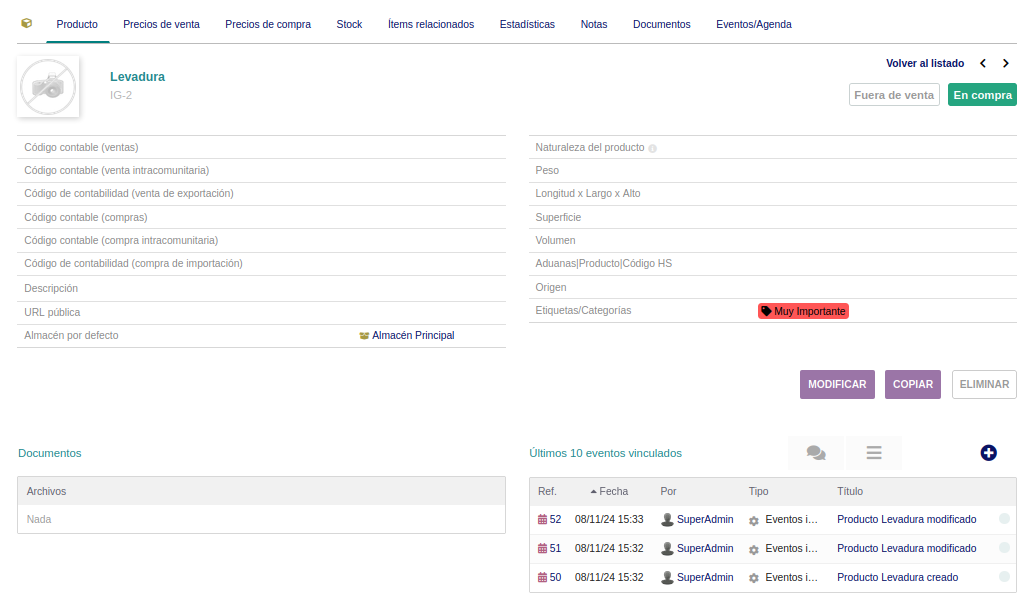 Producto Precios de venta Precios de compra Stock Ítems relacionados Estadísticas Notas Documentos Eventos/Agenda
Volver al listado
Levadura
IG-2
Fuera de venta En compra
Código contable (ventas)
Código contable (venta intracomunitaria)
Código de contabilidad (venta de exportación)
Código contable (compras)
Código contable (compra intracomunitaria)
Código de contabilidad (compra de importación)
Descripción
URL pública
Almacén por defecto Almacén Principal
Naturaleza del producto
Peso
Longitud x Largo x Alto
Superficie
Volumen
Aduanas|Producto|Código HS
Origen
Etiquetas/Categorías Muy Importante
MODIFICAR COPIAR ELIMINAR
Documentos
Archivos
Nada
Últimos 10 eventos vinculados
Ref. Fecha Por Tipo Título
52 08/11/24 15:33 SuperAdmin Eventos i... Producto Levadura modificado
51 08/11/24 15:32 SuperAdmin Eventos i... Producto Levadura modificado
50 08/11/24 15:32 SuperAdmin Eventos i... Producto Levadura creado